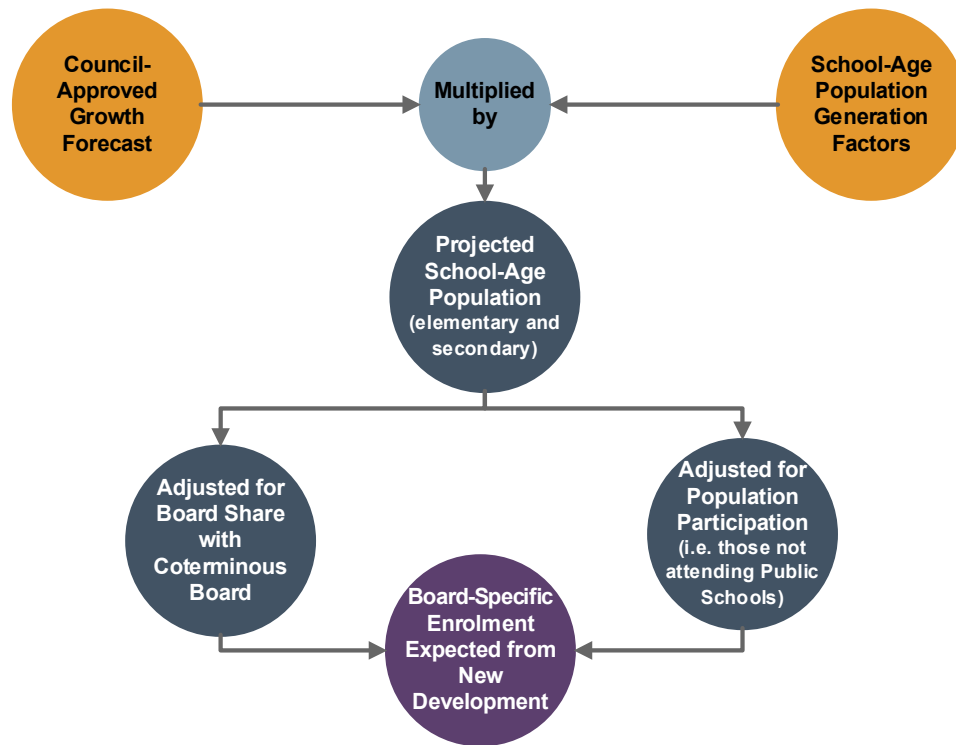 Council-
Approved
Growth
Forecast
Multiplied
by
School-Age
Population
Generation
Factors
Projected
School-Age
Population
(elementary and
secondary)
Adjusted for
Board Share
with
Coterminous
Board
Adjusted for
Population
Participation
(i.e. those not
attending Public
Schools)
Board-Specific
Enrolment
Expected from
New
Development